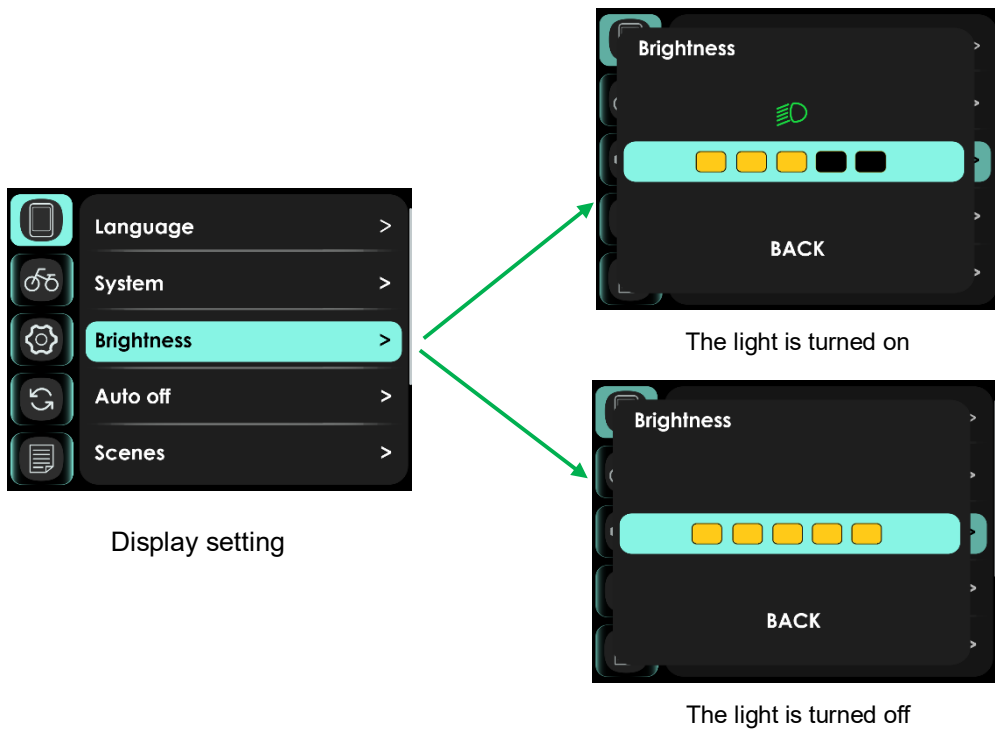 Language >
System >
Brightness >
Auto off >
Scenes >
Display setting
Brightness
BACK
The light is turned on
Brightness
BACK
The light is turned off